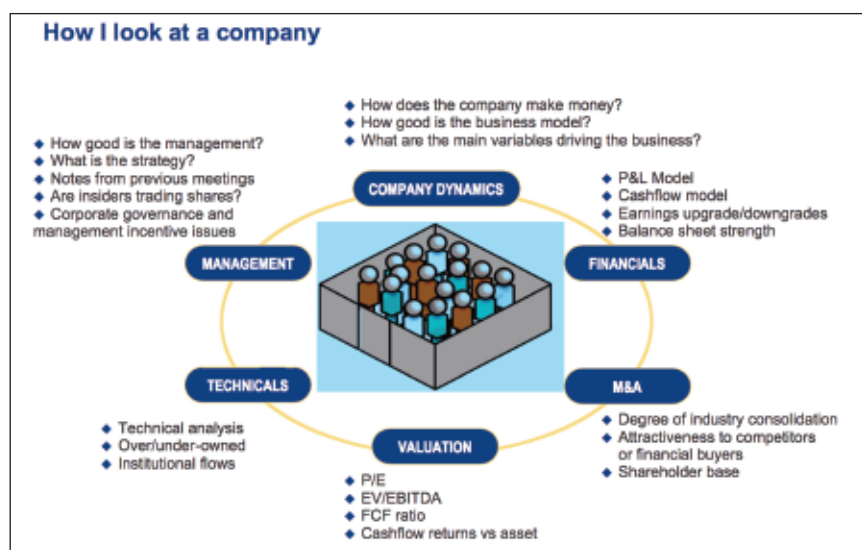 How I look at a company
◆ How does the company make money?
◆ How good is the business model?
◆ What are the main variables driving the business?
◆ How good is the management?
◆ What is the strategy?
◆ Notes from previous meetings
◆ Are insiders trading shares?
◆ Corporate governance and
management incentive issues
COMPANY DYNAMICS
◆ P&L Model
◆ Cashflow model
◆ Earnings upgrade/downgrades
◆ Balance sheet strength
MANAGEMENT
FINANCIALS
TECHNICALS
M&A
◆ Technical analysis
◆ Over/under-owned
◆ Institutional flows
VALUATION
◆ Degree of industry consolidation
◆ Attractiveness to competitors
or financial buyers
◆ Shareholder base
◆ P/E
◆ EV/EBITDA
◆ FCF ratio
◆ Cashflow returns vs asset